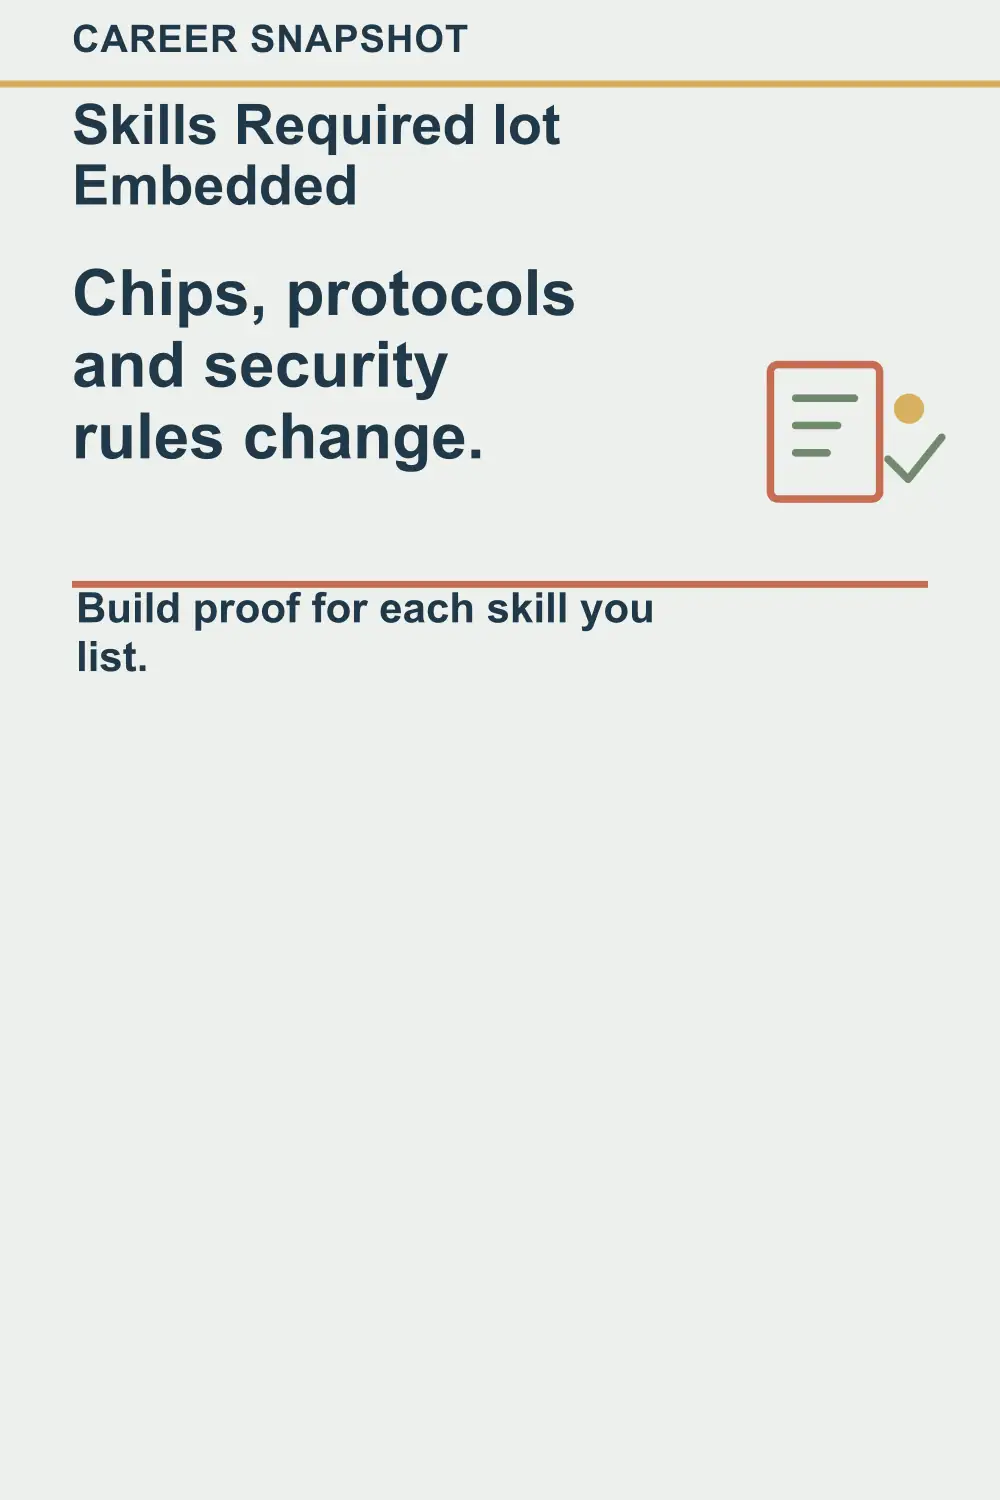 CAREER SNAPSHOT
Skills Required Iot
Embedded
Chips, protocols
and security
rules change.
Build proof for each skill you
list.